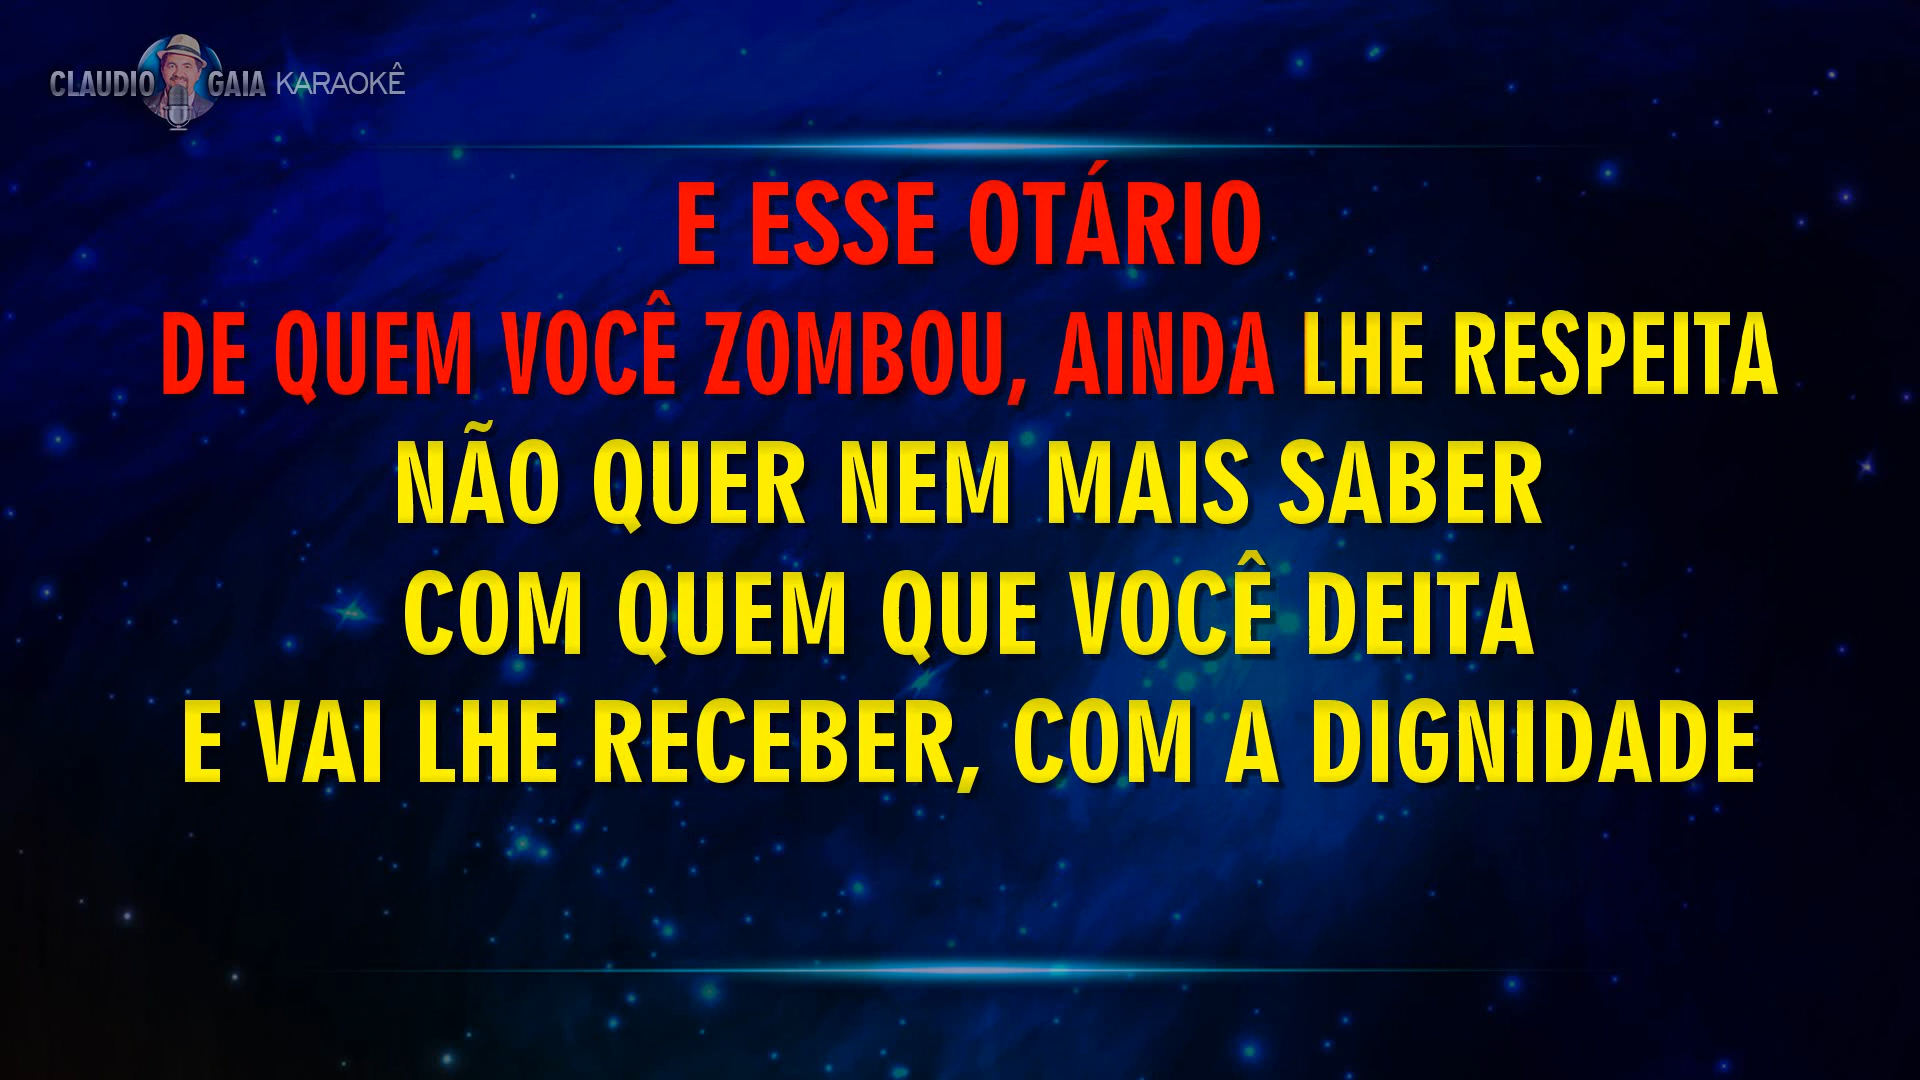 CLAUDIO GAIA KARAOKÊ
E ESSE OTÁRIO
DE QUEM VOCÊ ZOMBOU, AINDA LHE RESPEITA
NÃO QUER NEM MAIS SABER
COM QUEM QUE VOCÊ DEITA
E VAI LHE RECEBER, COM A DIGNIDADE